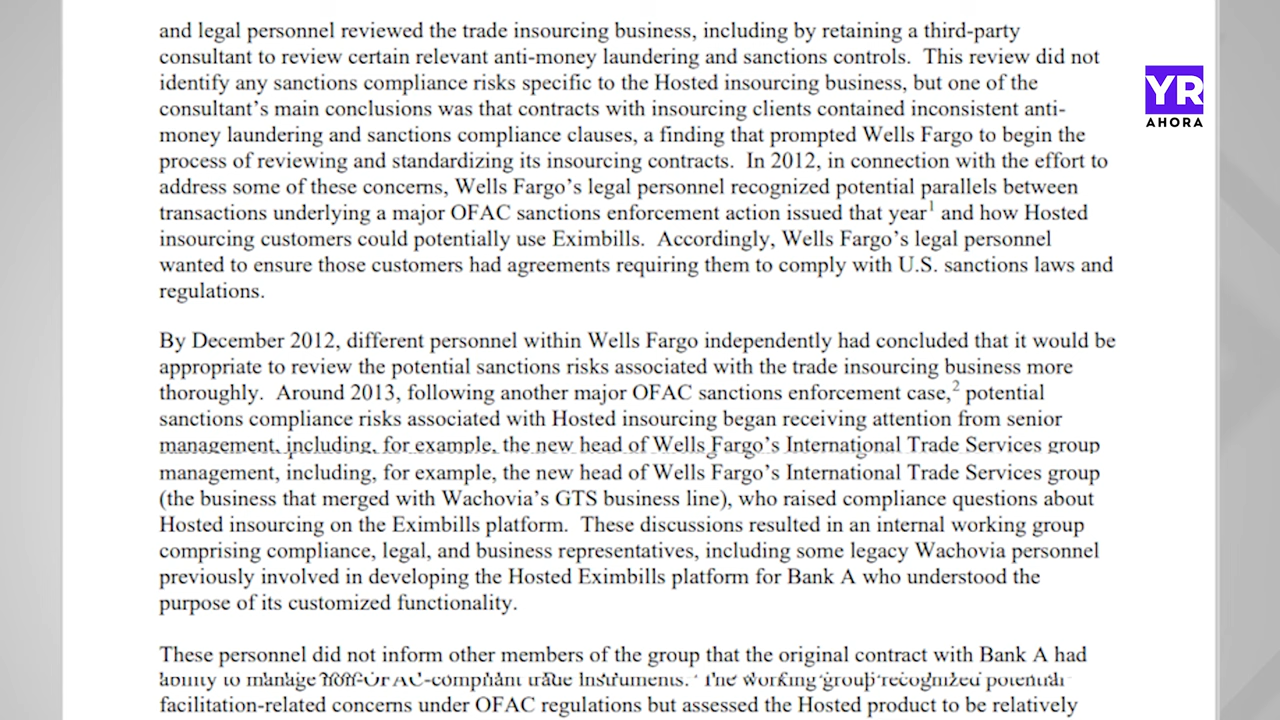 and legal personnel reviewed the trade insourcing business, including by retaining a third-party
consultant to review certain relevant anti-money laundering and sanctions controls. This review did not
identify any sanctions compliance risks specific to the Hosted insourcing business, but one of the
consultant's main conclusions was that contracts with insourcing clients contained inconsistent anti-
money laundering and sanctions compliance clauses, a finding that prompted Wells Fargo to begin the
process of reviewing and standardizing its insourcing contracts. In 2012, in connection with the effort to
address some of these concerns, Wells Fargo's legal personnel recognized potential parallels between
transactions underlying a major OFAC sanctions enforcement action issued that year1 and how Hosted
insourcing customers could potentially use Eximbills. Accordingly, Wells Fargo's legal personnel
wanted to ensure those customers had agreements requiring them to comply with U.S. sanctions laws and
regulations.
By December 2012, different personnel within Wells Fargo independently had concluded that it would be
appropriate to review the potential sanctions risks associated with the trade insourcing business more
thoroughly. Around 2013, following another major OFAC sanctions enforcement case,2 potential
sanctions compliance risks associated with Hosted insourcing began receiving attention from senior
management, including, for example, the new head of Wells Fargo's International Trade Services group
management, including, for example, the new head of Wells Fargo's International Trade Services group
(the business that merged with Wachovia's GTS business line), who raised compliance questions about
Hosted insourcing on the Eximbills platform. These discussions resulted in an internal working group
comprising compliance, legal, and business representatives, including some legacy Wachovia personnel
previously involved in developing the Hosted Eximbills platform for Bank A who understood the
purpose of its customized functionality.
These personnel did not inform other members of the group that the original contract with Bank A had
ability to manage trade instruments. The working group recognized potential
facilitation-related concerns under OFAC regulations but assessed the Hosted product to be relatively
YR
AHORA